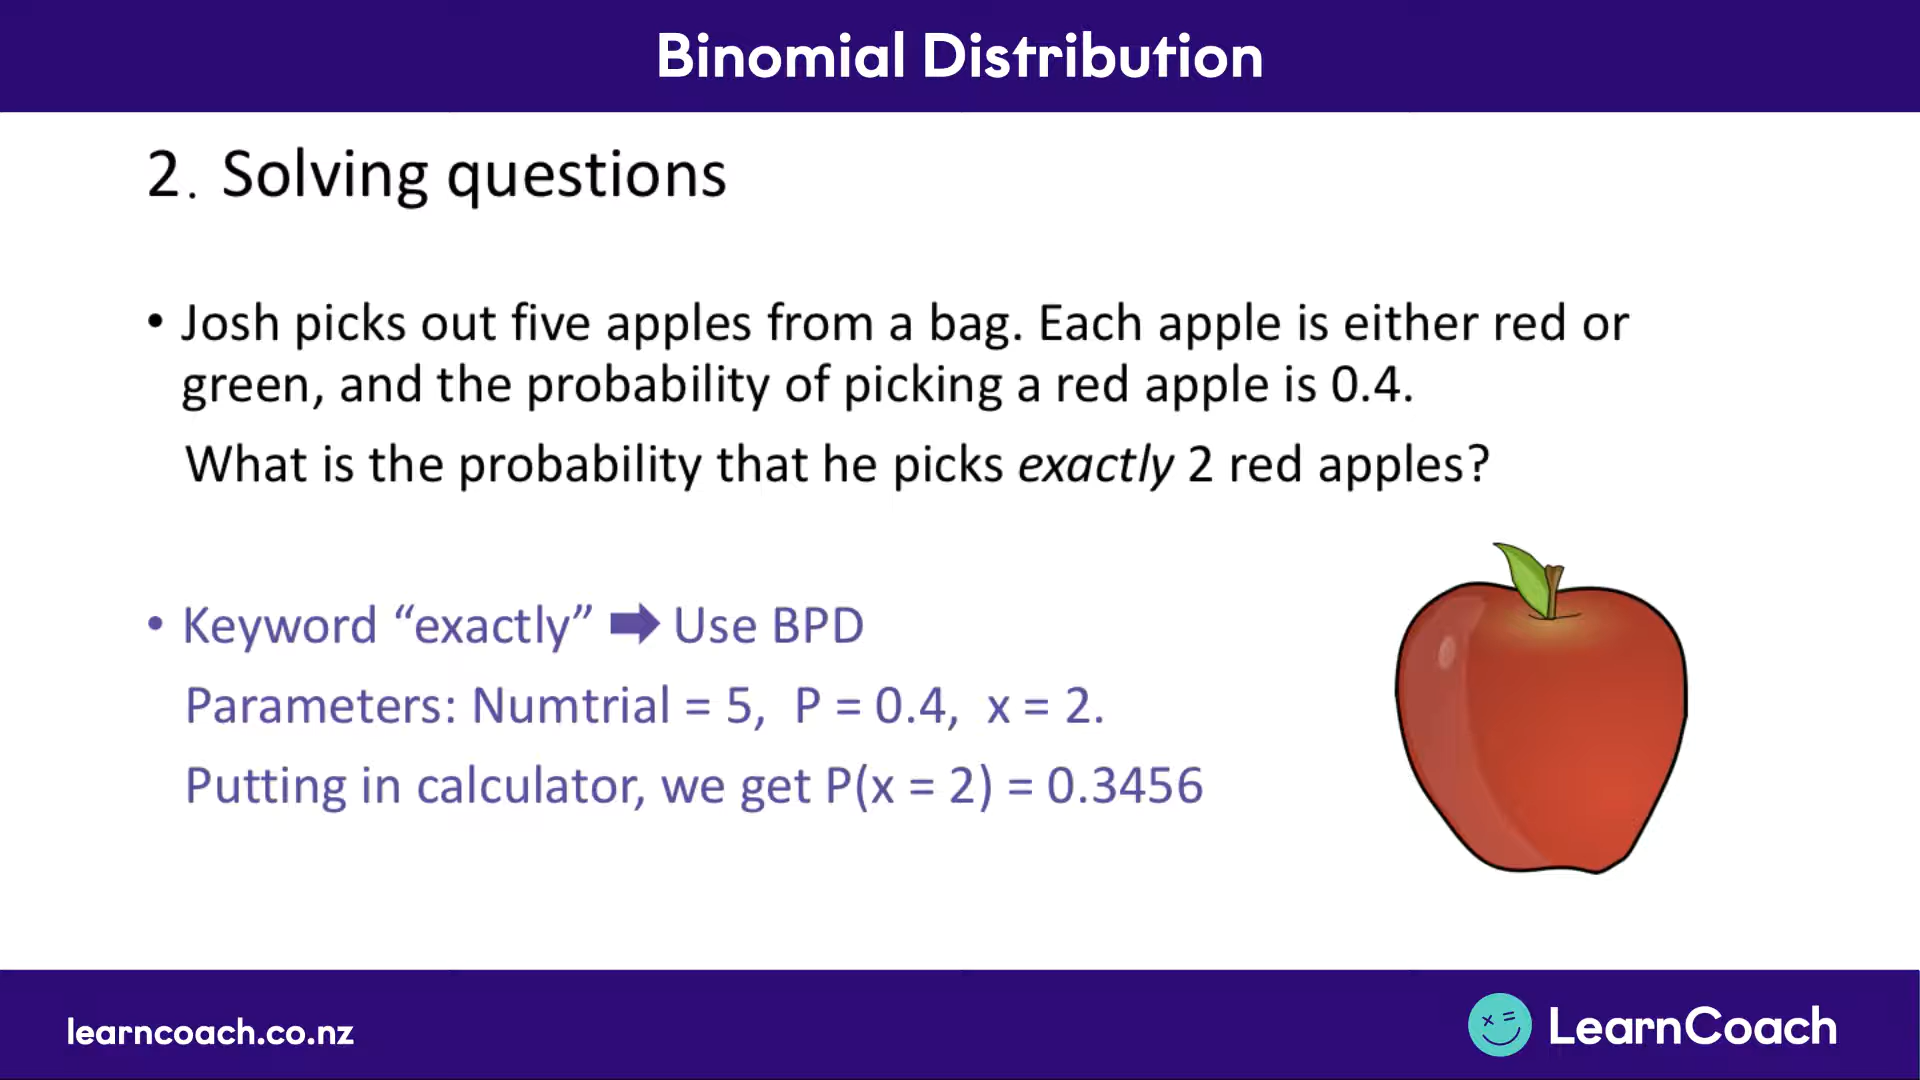 Binomial Distribution
2. Solving questions
• Josh picks out five apples from a bag. Each apple is either red or
green, and the probability of picking a red apple is 0.4.
What is the probability that he picks exactly 2 red apples?
• Keyword “exactly” ➡ Use BPD
Parameters: Numtrial = 5, P = 0.4, x = 2.
Putting in calculator, we get P(x = 2) = 0.3456
learncoach.co.nz
LearnCoach